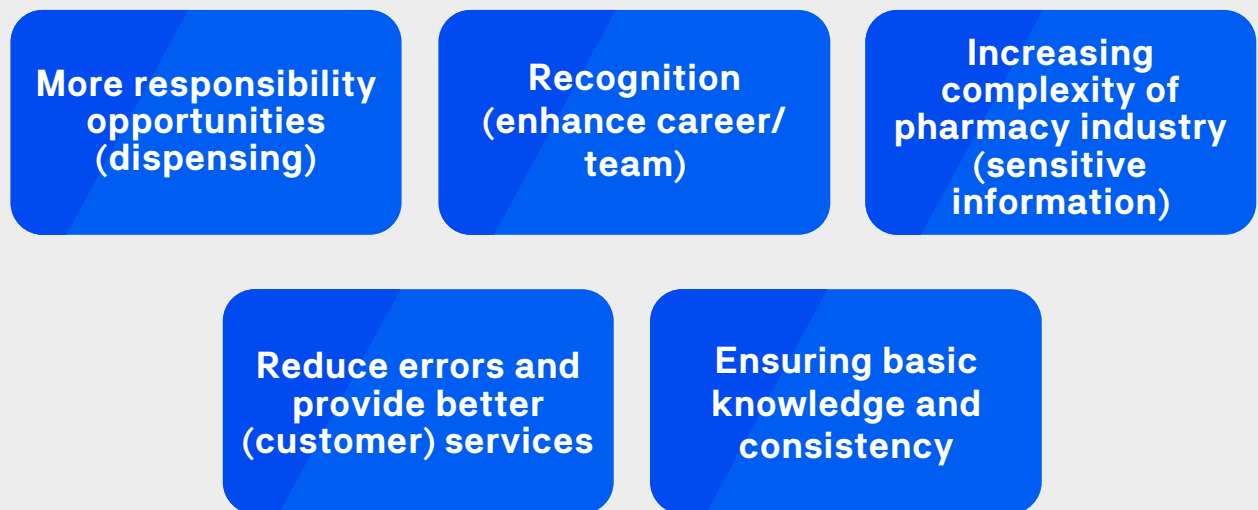 More responsibility
opportunities
(dispensing)
Recognition
(enhance career/
team)
Increasing
complexity of
pharmacy industry
(sensitive
information)
Reduce errors and
provide better
(customer) services
Ensuring basic
knowledge and
consistency